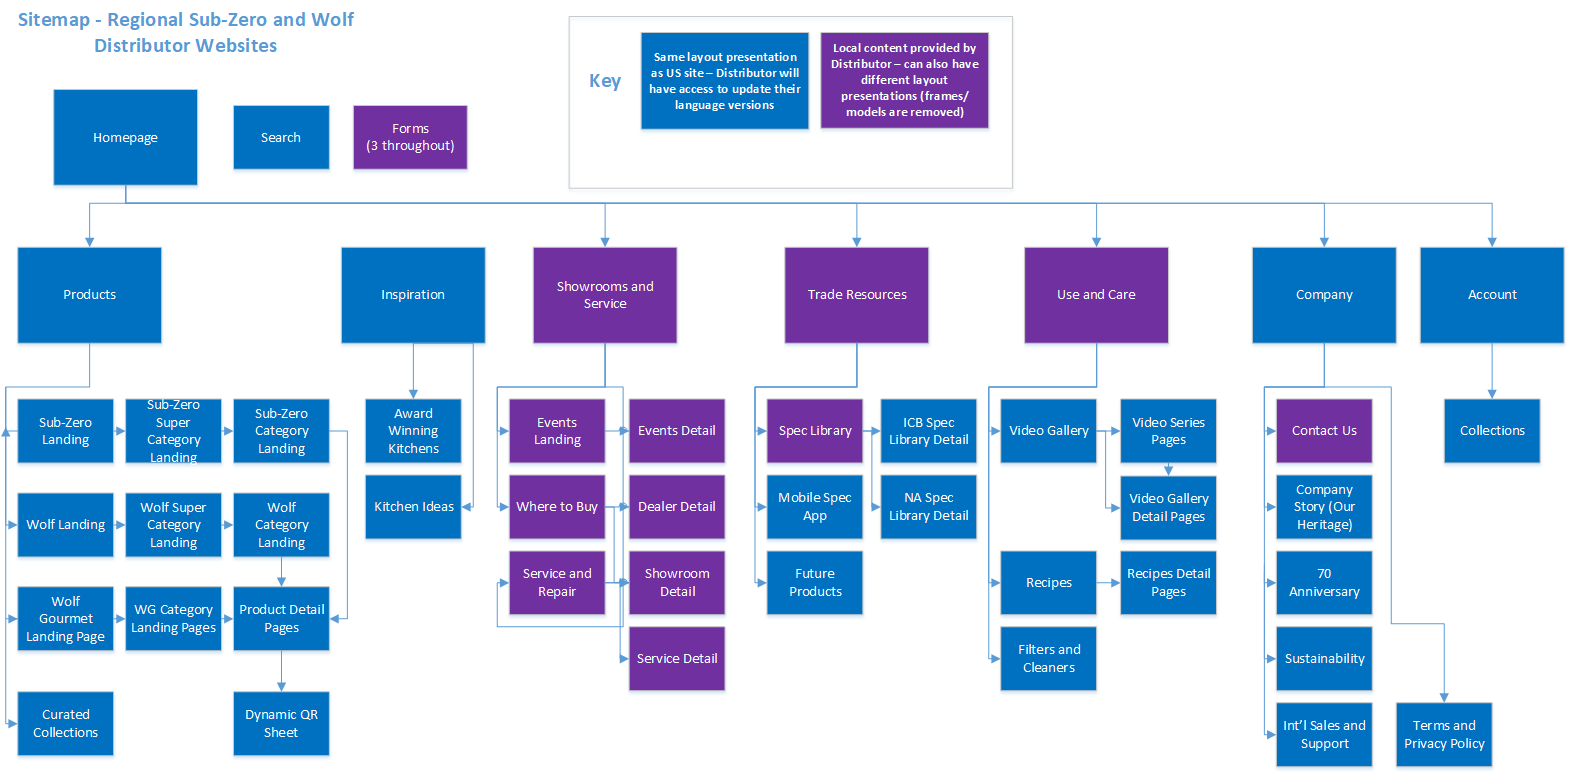 Sitemap - Regional Sub-Zero and Wolf
Distributor Websites
Key
Same layout presentation
as US site – Distributor will
have access to update their
language versions
Local content provided by
Distributor – can also have
different layout
presentations (frames/
models are removed)
Homepage
Search
Forms
(3 throughout)
Products
Inspiration
Showrooms and
Service
Trade Resources
Use and Care
Company
Account
Sub-Zero
Landing
Sub-Zero
Super
Category
Landing
Sub-Zero
Category
Landing
Award
Winning
Kitchens
Events
Landing
Events Detail
Spec Library
ICB Spec
Library Detail
Video Gallery
Video Series
Pages
Contact Us
Collections
Wolf Landing
Wolf Super
Category
Landing
Wolf
Category
Landing
Kitchen Ideas
Where to Buy
Dealer Detail
Mobile Spec
App
NA Spec
Library Detail
Video Gallery
Detail Pages
Company
Story (Our
Heritage)
Wolf
Gourmet
Landing Page
WG Category
Landing Pages
Product Detail
Pages
Service and
Repair
Showroom
Detail
Future
Products
Recipes
Recipes Detail
Pages
70
Anniversary
Service Detail
Filters and
Cleaners
Sustainability
Curated
Collections
Dynamic QR
Sheet
Int’l Sales and
Support
Terms and
Privacy Policy